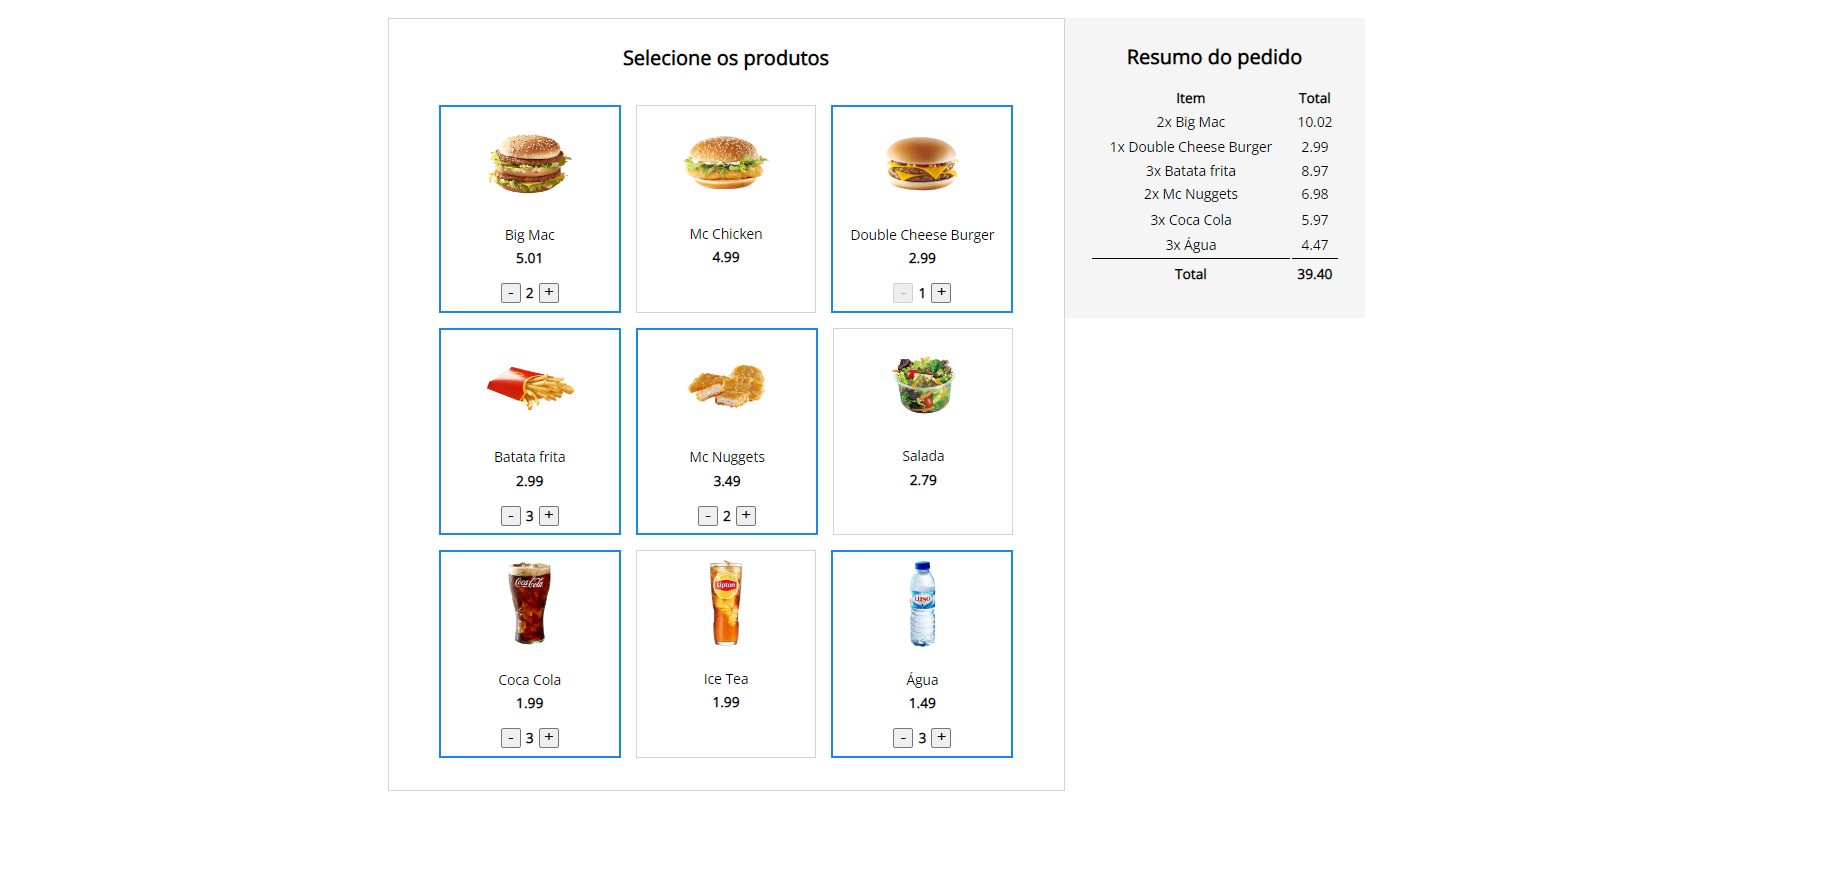 Selecione os produtos
Big Mac
5.01
- 2 +
Mc Chicken
4.99
Double Cheese Burger
2.99
- 1 +
Batata frita
2.99
- 3 +
Mc Nuggets
3.49
- 2 +
Salada
2.79
Coca Cola
Coca Cola
1.99
- 3 +
Lipton
Ice Tea
1.99
LUSO
Água
1.49
- 3 +
Resumo do pedido
Item Total
2x Big Mac 10.02
1x Double Cheese Burger 2.99
3x Batata frita 8.97
2x Mc Nuggets 6.98
3x Coca Cola 5.97
3x Água 4.47
Total 39.40